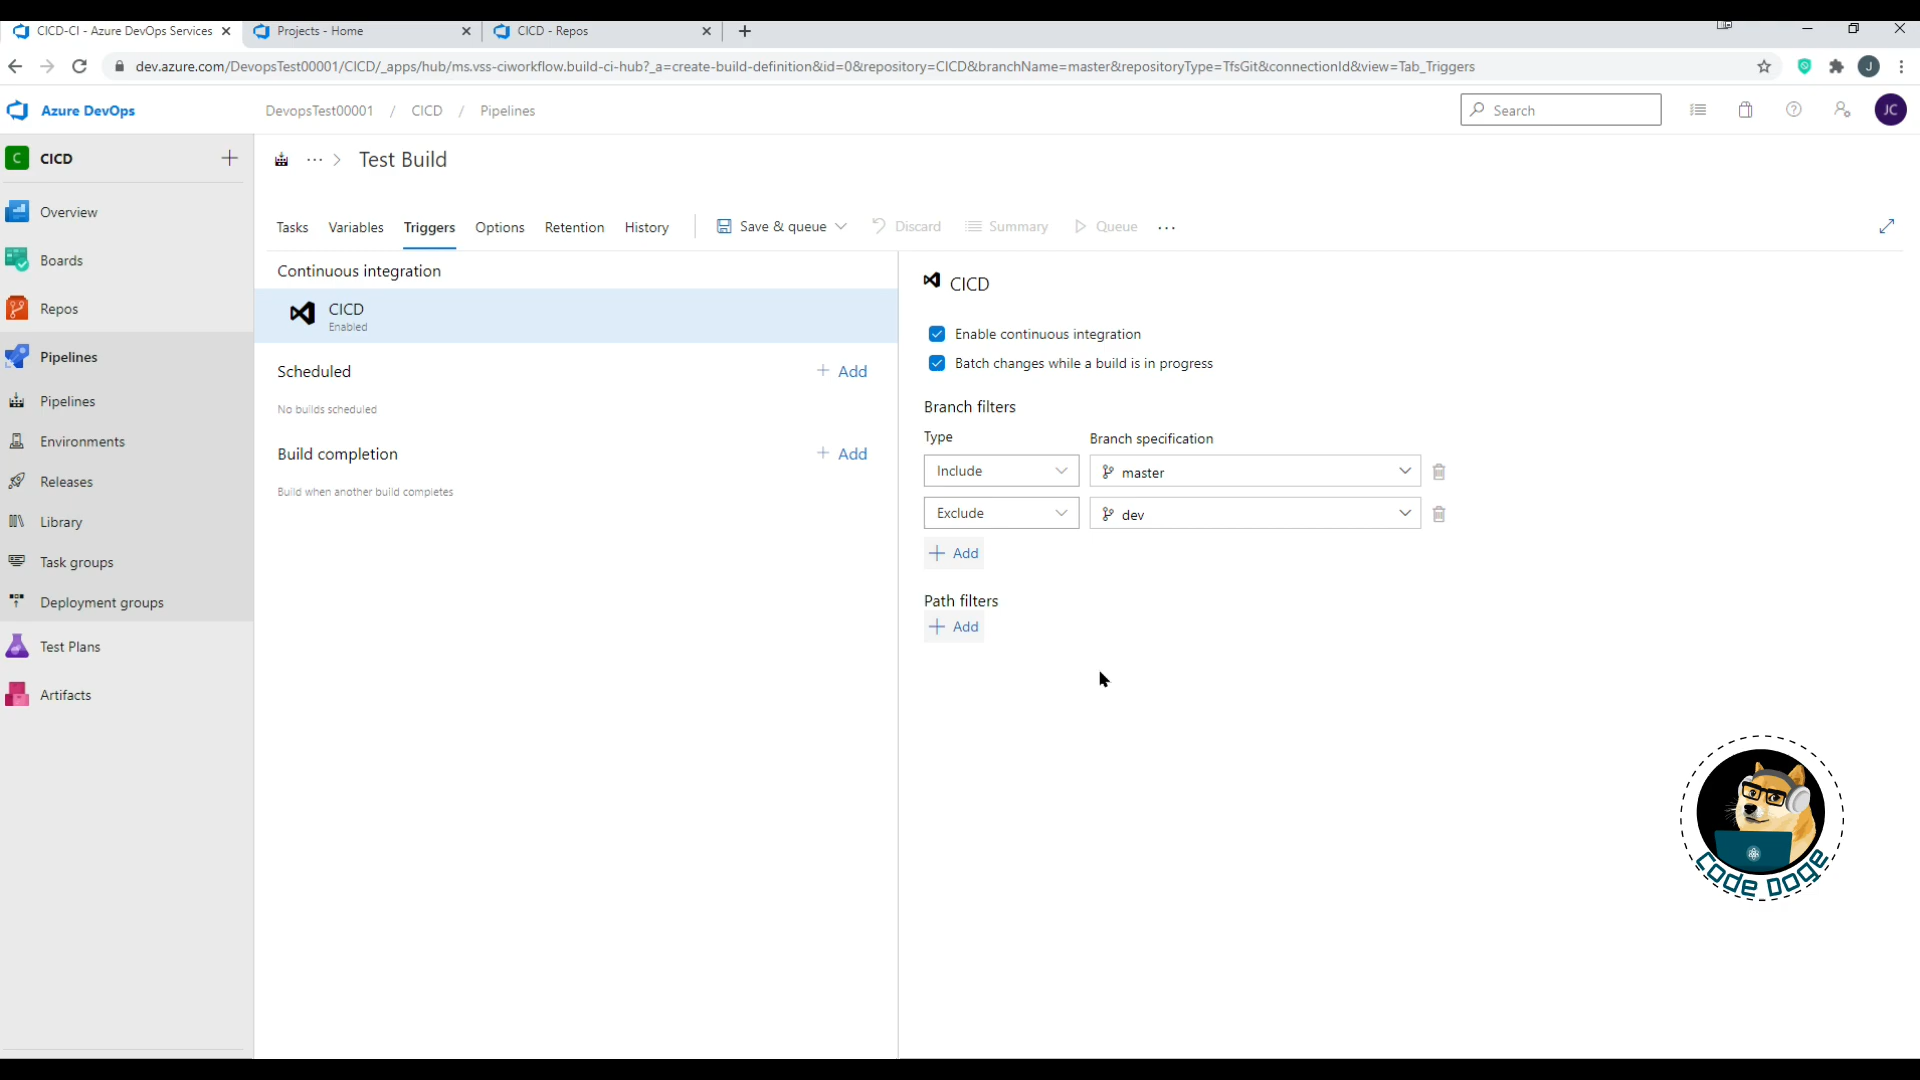 CICD-CI - Azure DevOps Services
Projects - Home
CICD - Repos
dev.azure.com/DevopsTest00001/CICD/_apps/hub/ms.vss-ciworkflow.build-ci-hub?_a=create-build-definition&id=0&repository=CICD&branchName=master&repositoryType=TfsGit&connectionId&view=Tab_Triggers
J
Azure DevOps
DevopsTest00001 / CICD / Pipelines
Search
JC
C CICD
Overview
Boards
Repos
Pipelines
Pipelines
Environments
Releases
Library
Task groups
Deployment groups
Test Plans
Artifacts
... > Test Build
Tasks Variables Triggers Options Retention History Save & queue Discard Summary Queue ...
Continuous integration
CICD
Enabled
Scheduled + Add
No builds scheduled
Build completion + Add
Build when another build completes
CICD
Enable continuous integration
Batch changes while a build is in progress
Branch filters
Type Branch specification
Include master
Exclude dev
+ Add
Path filters
+ Add
Code Doge